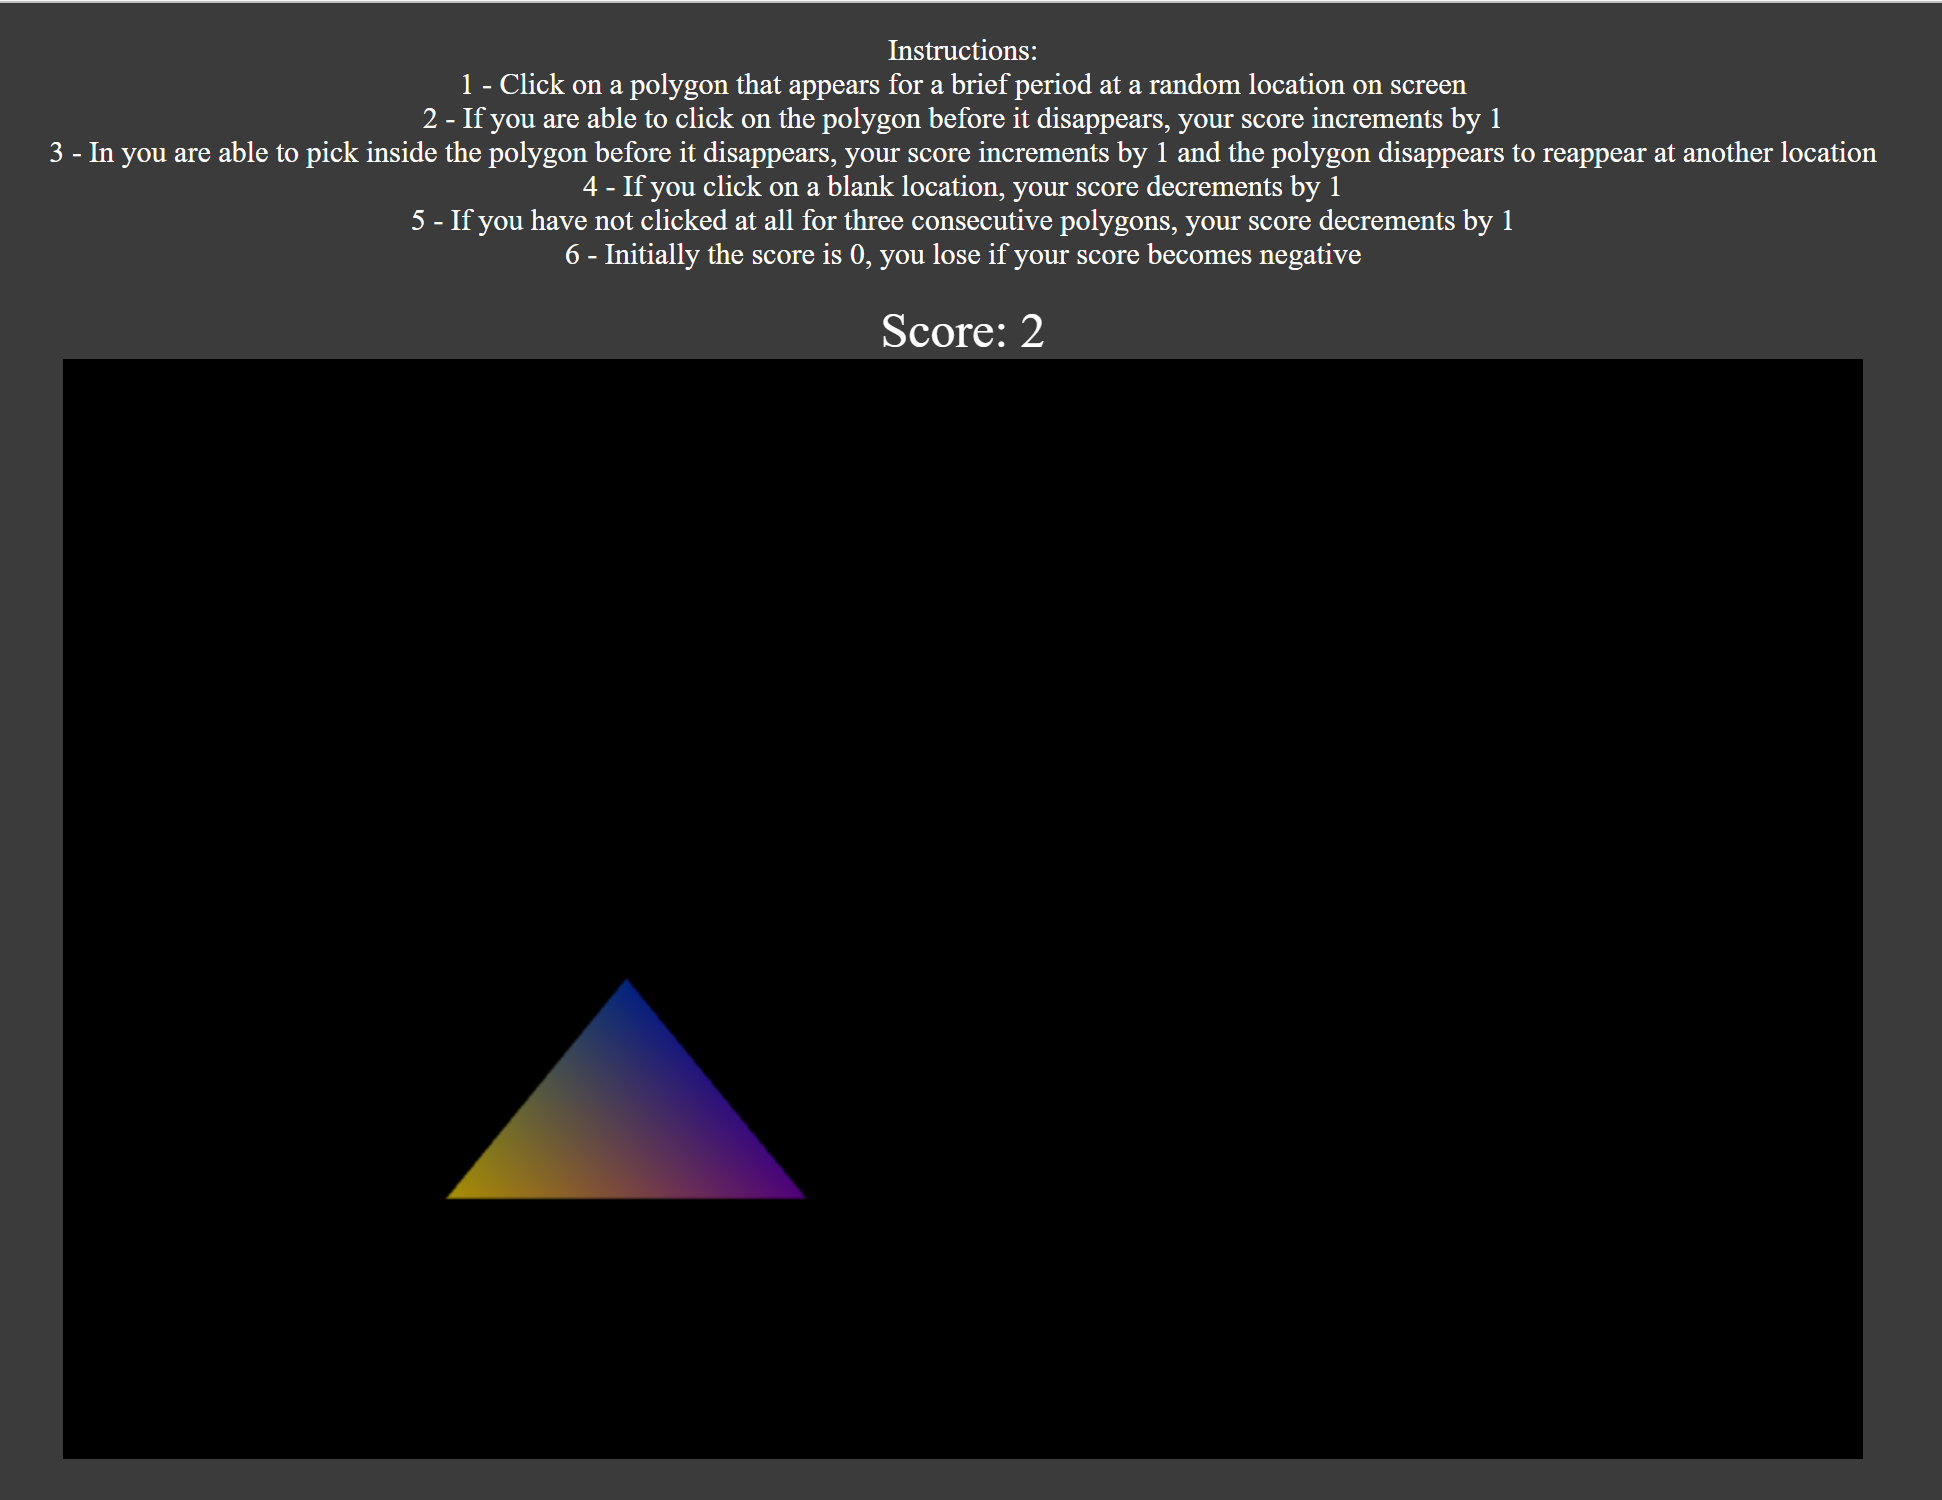 Instructions:
1 - Click on a polygon that appears for a brief period at a random location on screen
2 - If you are able to click on the polygon before it disappears, your score increments by 1
3 - In you are able to pick inside the polygon before it disappears, your score increments by 1 and the polygon disappears to reappear at another location
4 - If you click on a blank location, your score decrements by 1
5 - If you have not clicked at all for three consecutive polygons, your score decrements by 1
6 - Initially the score is 0, you lose if your score becomes negative
Score: 2